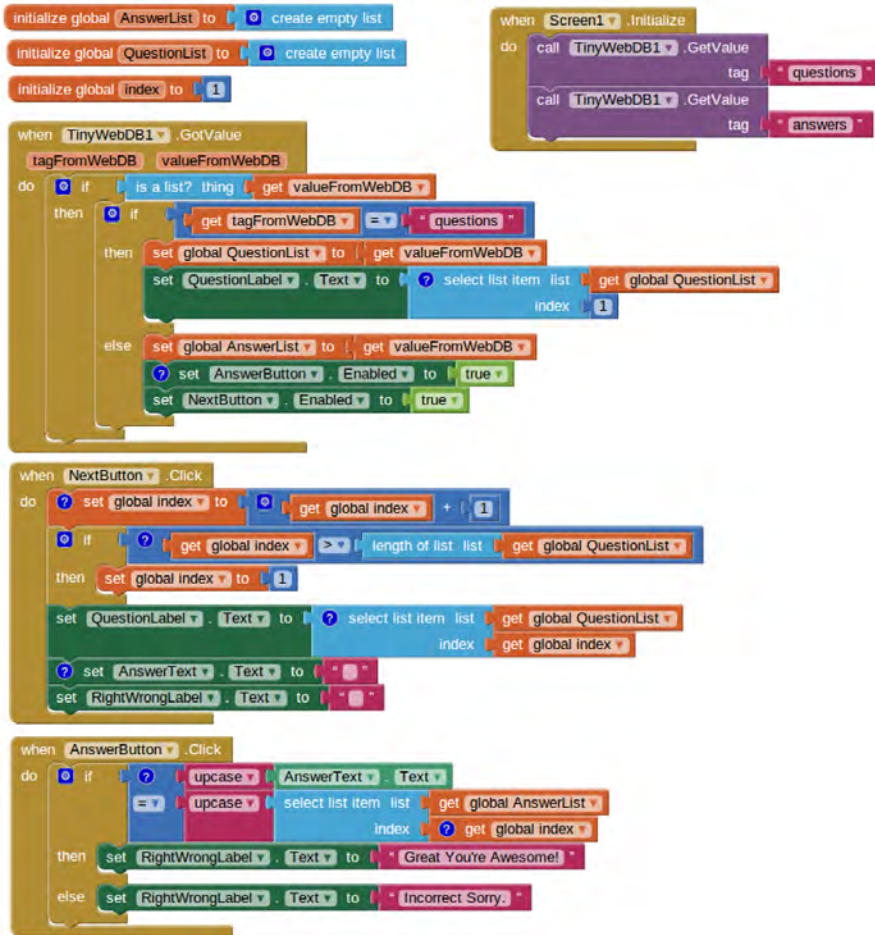 initialize global AnswerList to create empty list
initialize global QuestionList to create empty list
initialize global index to 1
when Screen1 .Initialize
do call TinyWebDB1 .GetValue
tag " questions "
call TinyWebDB1 .GetValue
tag " answers "
when TinyWebDB1 .GotValue
tagFromWebDB valueFromWebDB
do if is a list? thing get valueFromWebDB
then if get tagFromWebDB = " questions "
then set global QuestionList to get valueFromWebDB
set QuestionLabel . Text to ? select list item list get global QuestionList
index 1
else set global AnswerList to get valueFromWebDB
? set AnswerButton . Enabled to true
set NextButton . Enabled to true
when NextButton .Click
do ? set global index to get global index + 1
if ? get global index > length of list list get global QuestionList
then set global index to 1
set QuestionLabel . Text to ? select list item list get global QuestionList
index get global index
? set AnswerText . Text to " "
set RightWrongLabel . Text to " "
when AnswerButton .Click
do if ? upcase AnswerText . Text
= upcase select list item list get global AnswerList
index ? get global index
then set RightWrongLabel . Text to " Great You're Awesome! "
else set RightWrongLabel . Text to " Incorrect Sorry. "